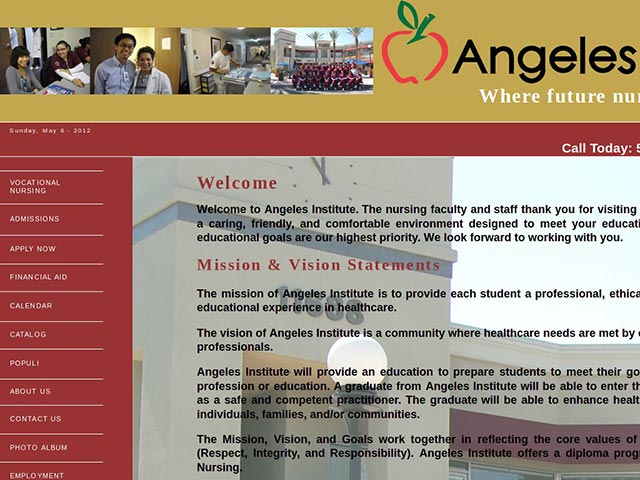 Angeles
Where future nur
Sunday, May 6 - 2012
Call Today: 5
VOCATIONAL
NURSING
ADMISSIONS
APPLY NOW
FINANCIAL AID
CALENDAR
CATALOG
POPULI
ABOUT US
CONTACT US
PHOTO ALBUM
EMPLOYMENT
Welcome
Welcome to Angeles Institute. The nursing faculty and staff thank you for visiting
a caring, friendly, and comfortable environment designed to meet your educati
educational goals are our highest priority. We look forward to working with you.
Mission & Vision Statements
The mission of Angeles Institute is to provide each student a professional, ethica
educational experience in healthcare.
The vision of Angeles Institute is a community where healthcare needs are met by
professionals.
Angeles Institute will provide an education to prepare students to meet their go
profession or education. A graduate from Angeles Institute will be able to enter th
as a safe and competent practitioner. The graduate will be able to enhance healt
individuals, families, and/or communities.
The Mission, Vision, and Goals work together in reflecting the core values of
(Respect, Integrity, and Responsibility). Angeles Institute offers a diploma prog
Nursing.